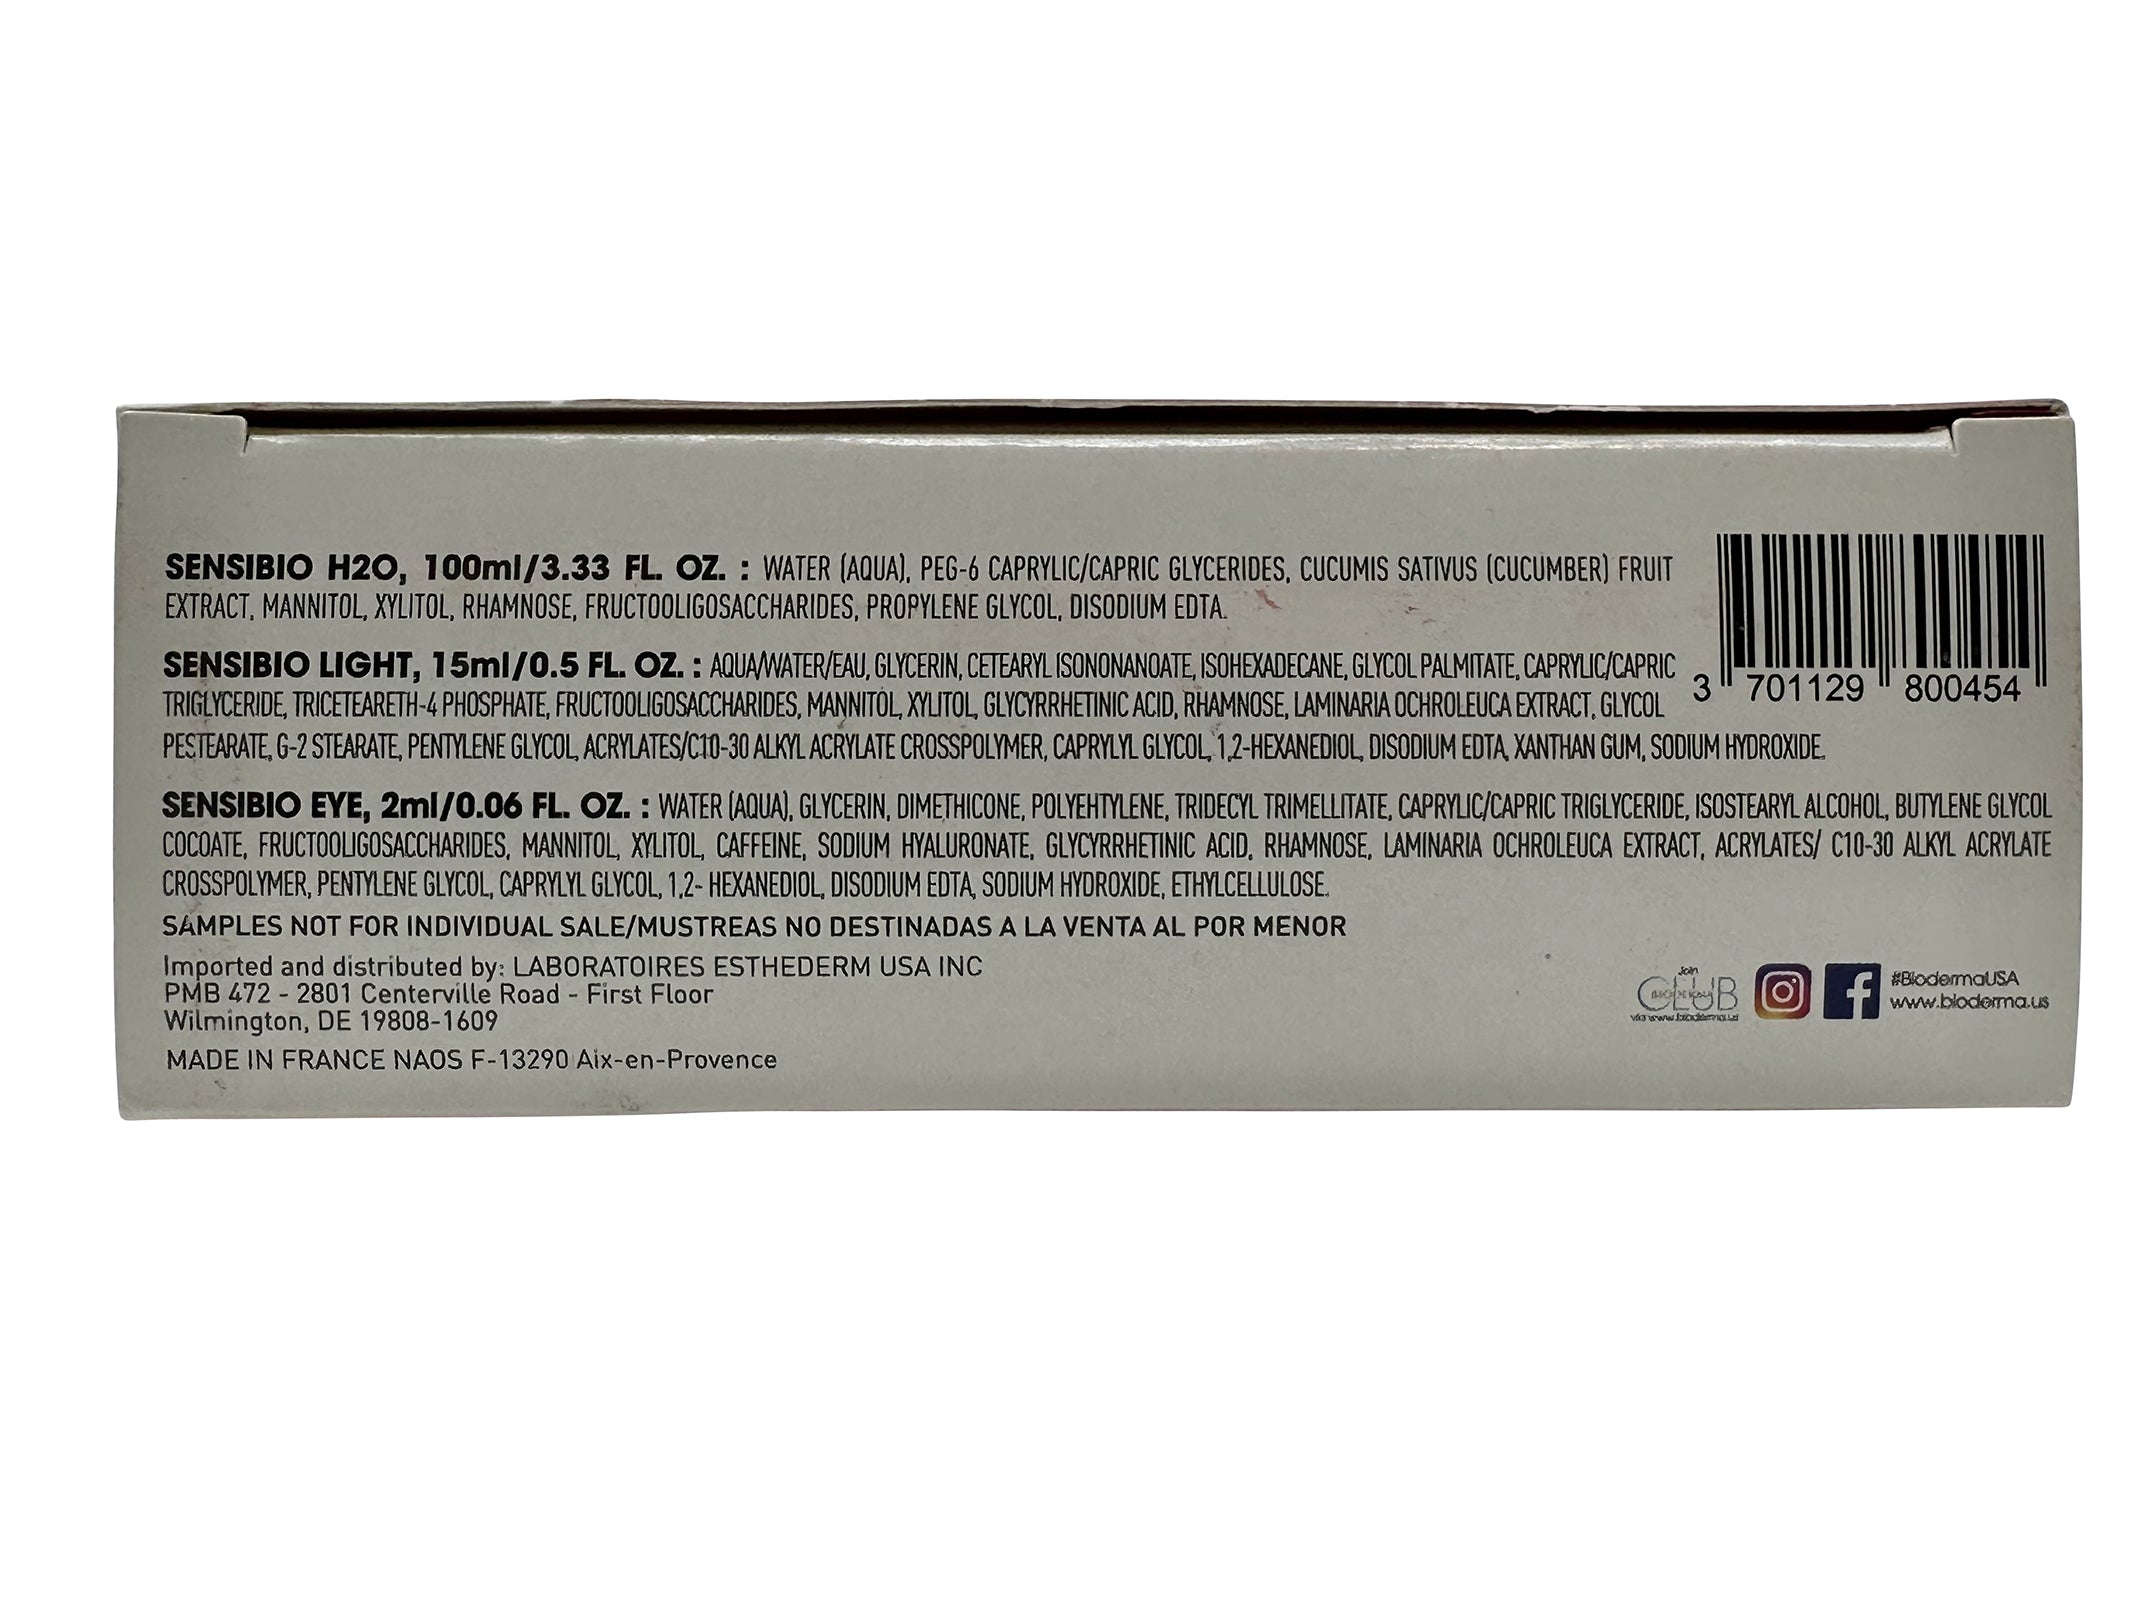 SENSIBIO H2O, 100ml/3.33 FL. OZ. : WATER (AQUA), PEG-6 CAPRYLIC/CAPRIC GLYCERIDES, CUCUMIS SATIVUS (CUCUMBER) FRUIT
EXTRACT, MANNITOL, XYLITOL, RHAMNOSE, FRUCTOOLIGOSACCHARIDES, PROPYLENE GLYCOL, DISODIUM EDTA.
SENSIBIO LIGHT, 15ml/0.5 FL. OZ. : AQUA/WATER/EAU, GLYCERIN, CETEARYL ISONONANOATE, ISOHEXADECANE, GLYCOL PALMITATE, CAPRYLIC/CAPRIC
TRIGLYCERIDE, TRICETEARETH-4 PHOSPHATE, FRUCTOOLIGOSACCHARIDES, MANNITOL, XYLITOL, GLYCYRRHETINIC ACID, RHAMNOSE, LAMINARIA OCHROLEUCA EXTRACT, GLYCOL
PESTEARATE, G-2 STEARATE, PENTYLENE GLYCOL, ACRYLATES/C10-30 ALKYL ACRYLATE CROSSPOLYMER, CAPRYLYL GLYCOL, 1,2-HEXANEDIOL, DISODIUM EDTA, XANTHAN GUM, SODIUM HYDROXIDE.
3 701129 800454
SENSIBIO EYE, 2ml/0.06 FL. OZ. : WATER (AQUA), GLYCERIN, DIMETHICONE, POLYEHTYLENE, TRIDECYL TRIMELLITATE, CAPRYLIC/CAPRIC TRIGLYCERIDE, ISOSTEARYL ALCOHOL, BUTYLENE GLYCOL
COCOATE, FRUCTOOLIGOSACCHARIDES, MANNITOL, XYLITOL, CAFFEINE, SODIUM HYALURONATE, GLYCYRRHETINIC ACID, RHAMNOSE, LAMINARIA OCHROLEUCA EXTRACT, ACRYLATES/ C10-30 ALKYL ACRYLATE
CROSSPOLYMER, PENTYLENE GLYCOL, CAPRYLYL GLYCOL, 1,2- HEXANEDIOL, DISODIUM EDTA, SODIUM HYDROXIDE, ETHYLCELLULOSE.
SAMPLES NOT FOR INDIVIDUAL SALE/MUSTREAS NO DESTINADAS A LA VENTA AL POR MENOR
Imported and distributed by: LABORATOIRES ESTHEDERM USA INC
PMB 472 - 2801 Centerville Road - First Floor
Wilmington, DE 19808-1609
MADE IN FRANCE NAOS F-13290 Aix-en-Provence
Join
CLUB
BIODERMA
via www.bioderma.us
#BiodermaUSA
www.bioderma.us